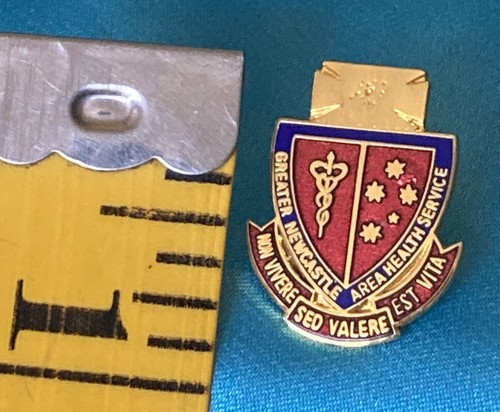 GREATER NEWCASTLE AREA HEALTH SERVICE
NON VIVERE SED VALERE EST VITA
1